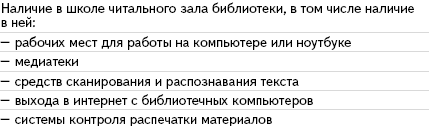 Наличие в школе читального зала библиотеки, в том числе наличие
в ней:
— рабочих мест для работы на компьютере или ноутбуке
— медиатеки
— средств сканирования и распознавания текста
— выхода в интернет с библиотечных компьютеров
— системы контроля распечатки материалов